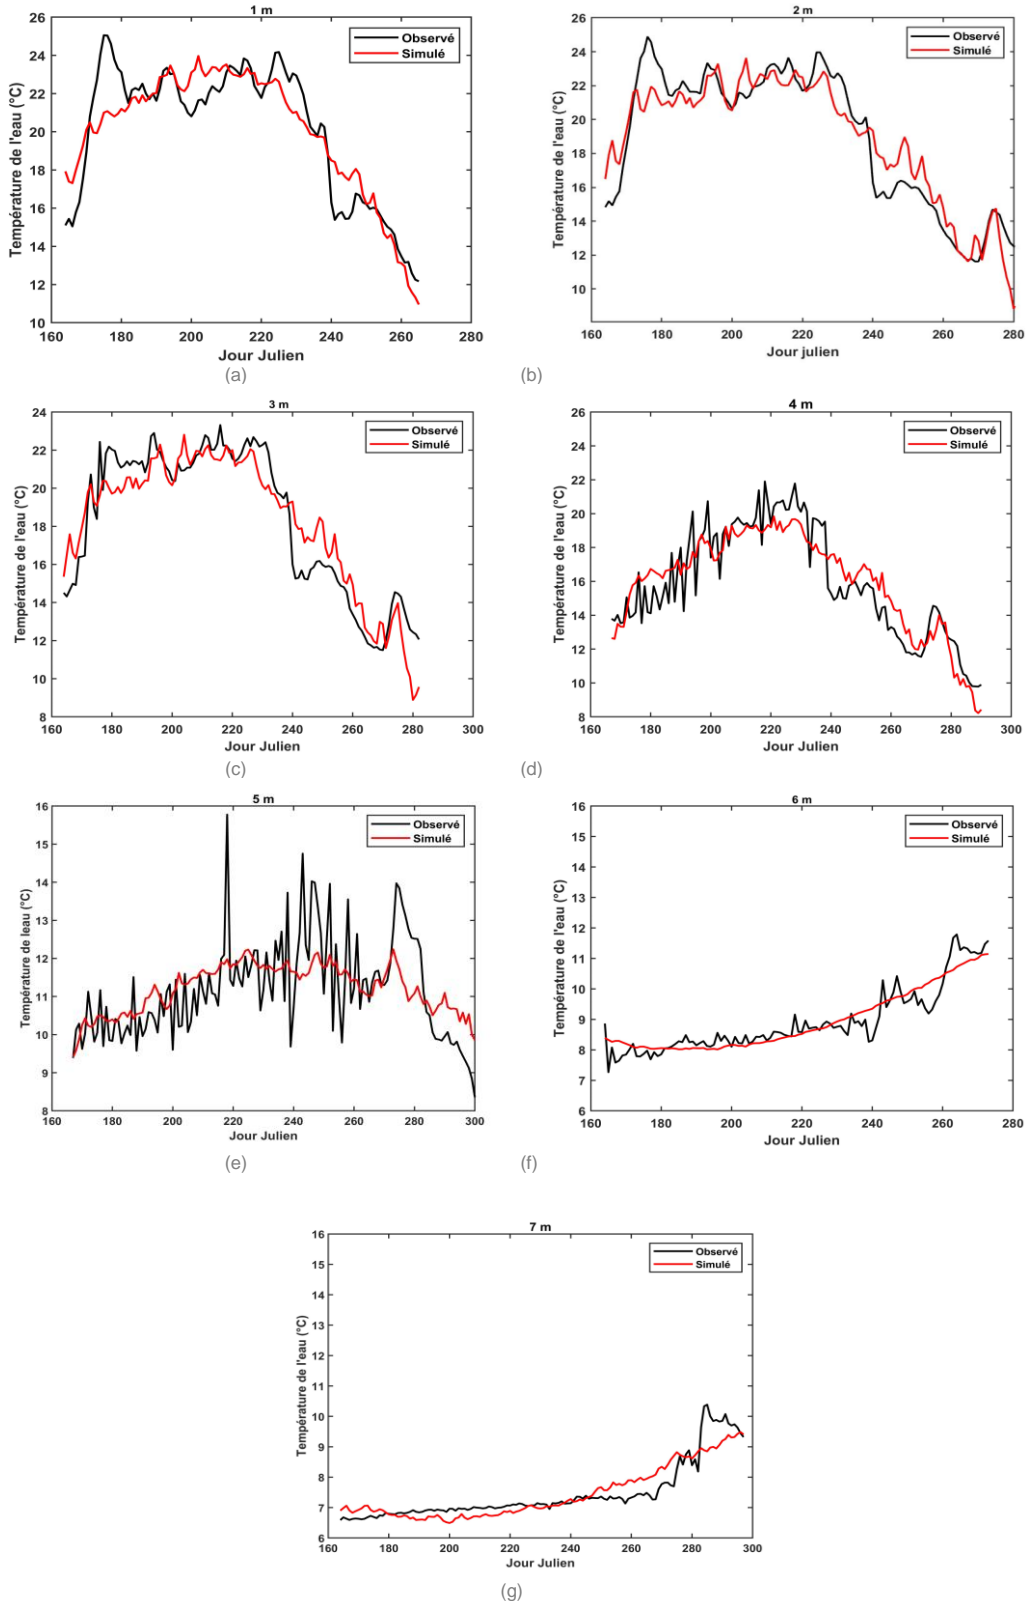 1 m
26
24
22
20
18
16
14
12
10
Température de l'eau (°C)
Observé
Simulé
160 180 200 220 240 260 280
Jour Julien
(a)
2 m
26
24
22
20
18
16
14
12
10
Température de l'eau (°C)
Observé
Simulé
160 180 200 220 240 260 280
Jour julien
(b)
3 m
24
22
20
18
16
14
12
10
8
Température de l'eau (°C)
Observé
Simulé
160 180 200 220 240 260 280 300
Jour Julien
(c)
4 m
26
24
22
20
18
16
14
12
10
8
Température de l'eau (°C)
Observé
Simulé
160 180 200 220 240 260 280 300
Jour Julien
(d)
5 m
16
15
14
13
12
11
10
9
8
Température de leau (°C)
Observé
Simulé
160 180 200 220 240 260 280 300
Jour Julien
(e)
6 m
16
15
14
13
12
11
10
9
8
7
6
Température de l'eau (°C)
Observé
Simulé
160 180 200 220 240 260 280
Jour Julien
(f)
7 m
16
15
14
13
12
11
10
9
8
7
6
Température de l'eau (°C)
Observé
Simulé
160 180 200 220 240 260 280 300
Jour Julien
(g)